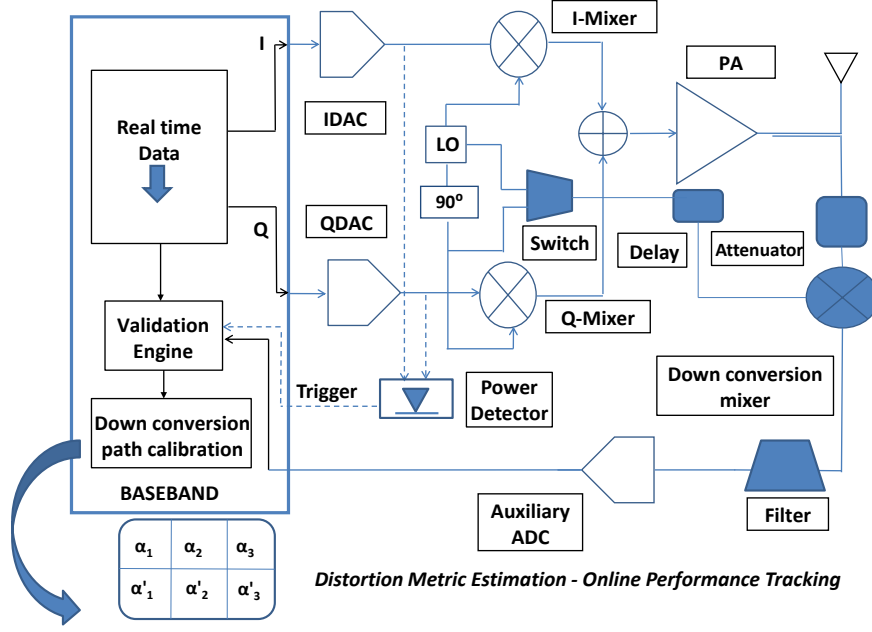 I
I-Mixer
PA
Real time
Data
IDAC
LO
90°
Q
QDAC
Switch
Delay
Attenuator
Validation
Engine
Q-Mixer
Trigger
Power
Detector
Down conversion
mixer
Down conversion
path calibration
BASEBAND
Auxiliary
ADC
Filter
α1 α2 α3
α'1 α'2 α'3
Distortion Metric Estimation - Online Performance Tracking